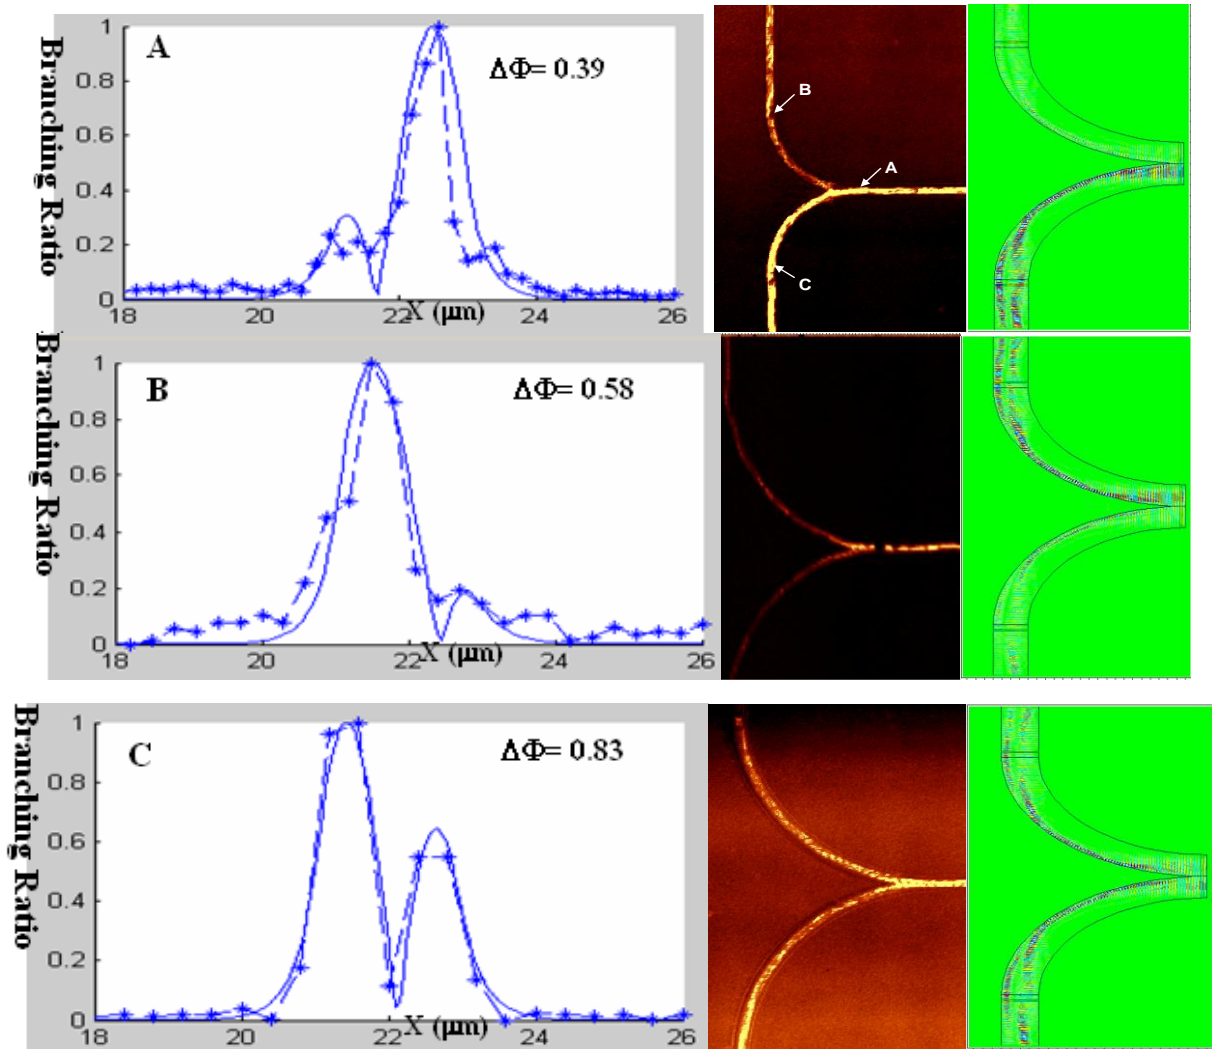 Branching Ratio
A
ΔΦ= 0.39
1
0.8
0.6
0.4
0.2
0
18
20
22
24
26
X (μm)
B
A
C
Branching Ratio
B
ΔΦ= 0.58
1
0.8
0.6
0.4
0.2
0
18
20
22
24
26
X (μm)
Branching Ratio
C
ΔΦ= 0.83
1
0.8
0.6
0.4
0.2
0
18
20
22
24
26
X (μm)